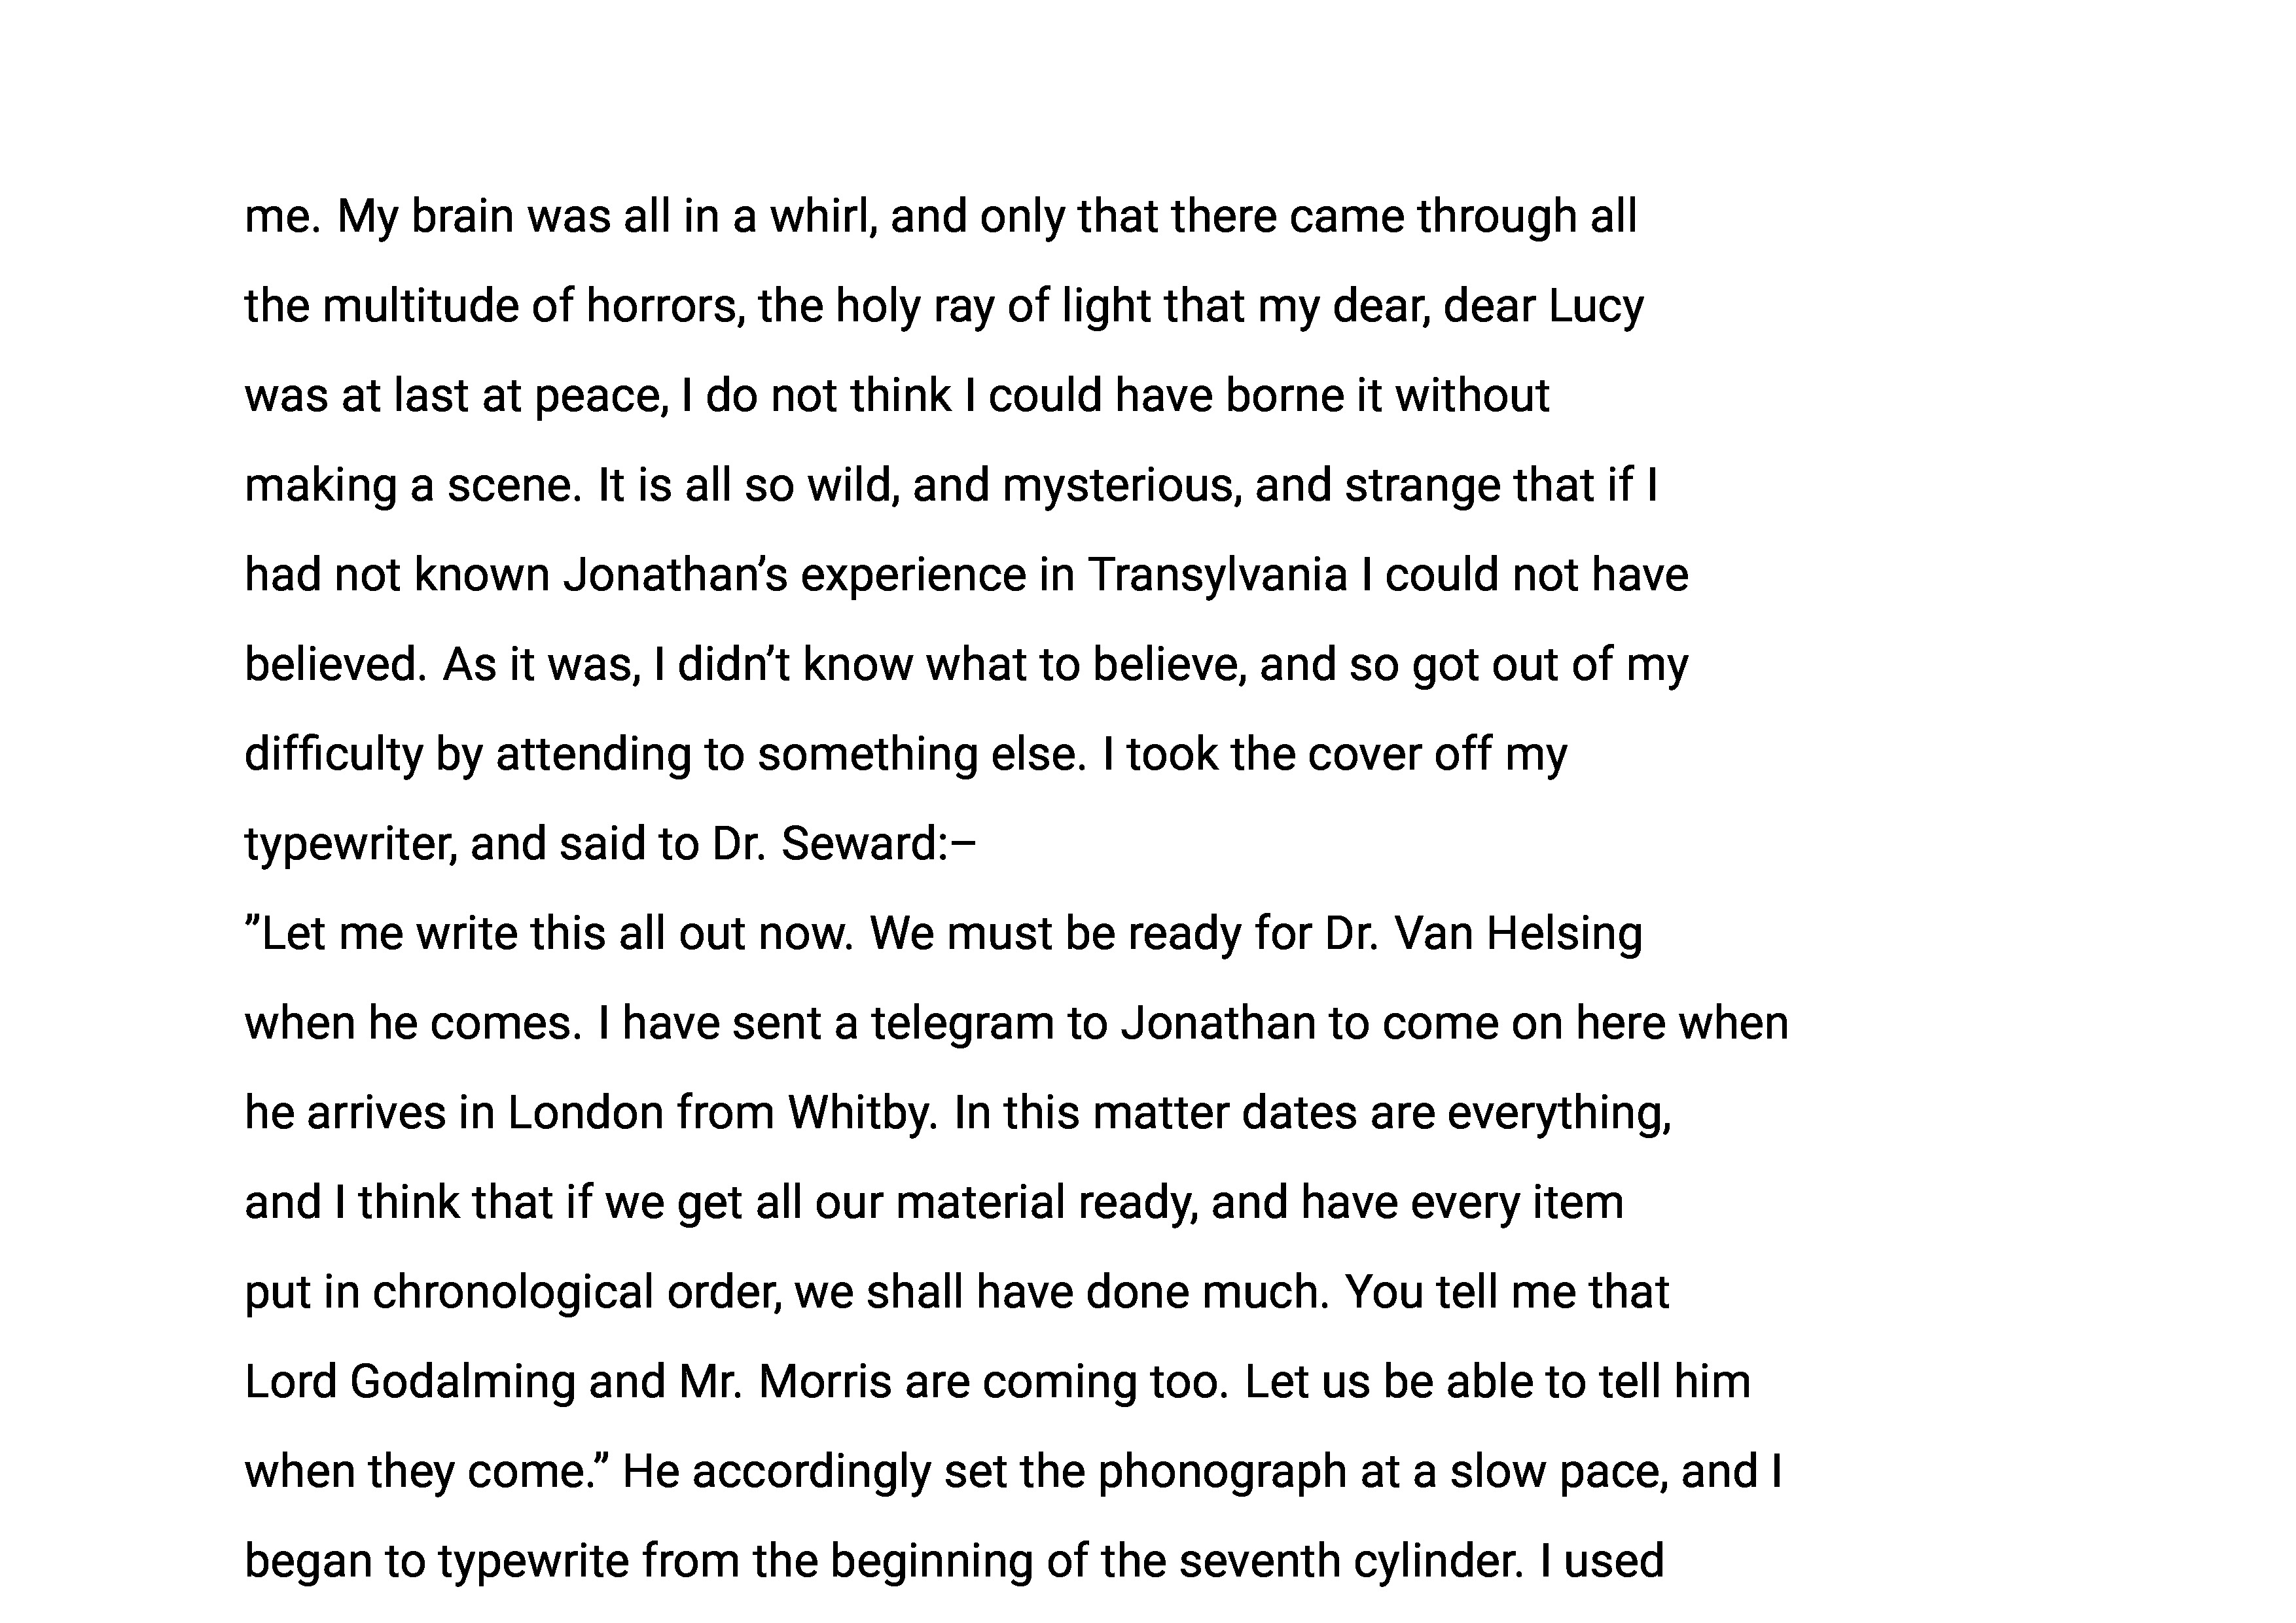 me. My brain was all in a whirl, and only that there came through all
the multitude of horrors, the holy ray of light that my dear, dear Lucy
was at last at peace, I do not think I could have borne it without
making a scene. It is all so wild, and mysterious, and strange that if I
had not known Jonathan’s experience in Transylvania I could not have
believed. As it was, I didn’t know what to believe, and so got out of my
difficulty by attending to something else. I took the cover off my
typewriter, and said to Dr. Seward:–
”Let me write this all out now. We must be ready for Dr. Van Helsing
when he comes. I have sent a telegram to Jonathan to come on here when
he arrives in London from Whitby. In this matter dates are everything,
and I think that if we get all our material ready, and have every item
put in chronological order, we shall have done much. You tell me that
Lord Godalming and Mr. Morris are coming too. Let us be able to tell him
when they come.” He accordingly set the phonograph at a slow pace, and I
began to typewrite from the beginning of the seventh cylinder. I used